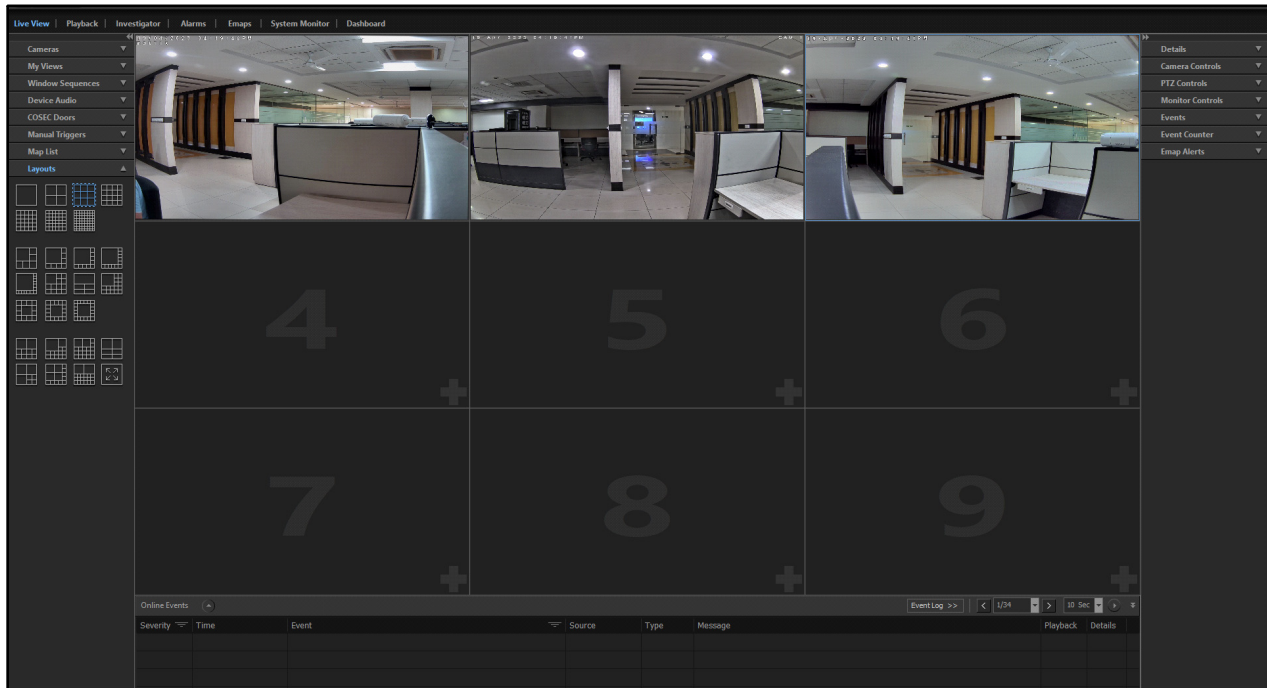 Live View | Playback | Investigator | Alarms | Emaps | System Monitor | Dashboard
Cameras
My Views
Window Sequences
Device Audio
COSEC Doors
Manual Triggers
Map List
Layouts
4
5
6
7
8
9
Details
Camera Controls
PTZ Controls
Monitor Controls
Events
Event Counter
Emap Alerts
Online Events Event Log >> 1/34 10 Sec
Severity Time Event Source Type Message Playback Details